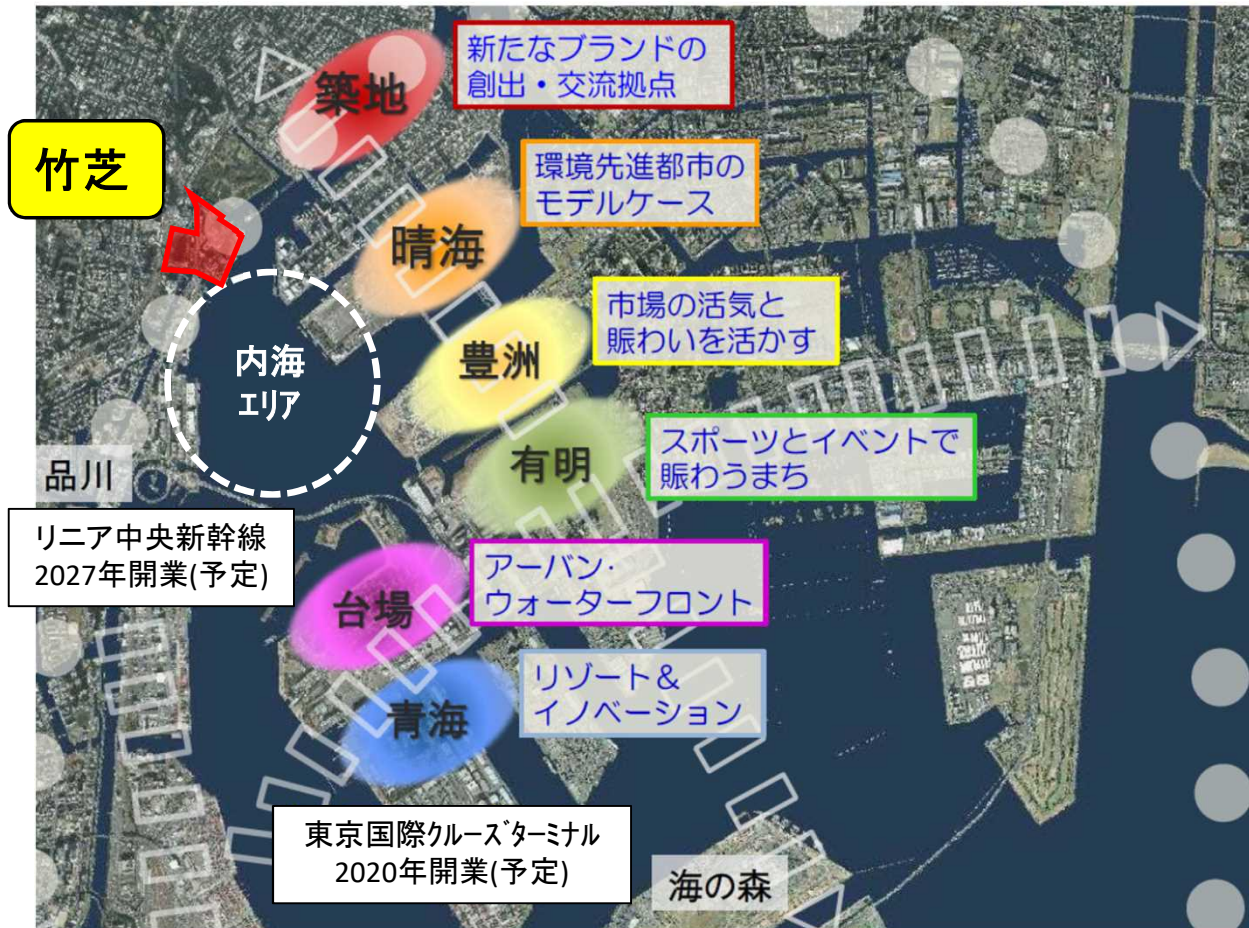 築地
新たなブランドの
創出・交流拠点
竹芝
環境先進都市の
モデルケース
晴海
市場の活気と
賑わいを活かす
豊洲
内海
エリア
スポーツとイベントで
賑わうまち
有明
品川
リニア中央新幹線
2027年開業(予定)
アーバン・
ウォーターフロント
台場
リゾート＆
イノベーション
青海
東京国際クルーズターミナル
2020年開業(予定)
海の森